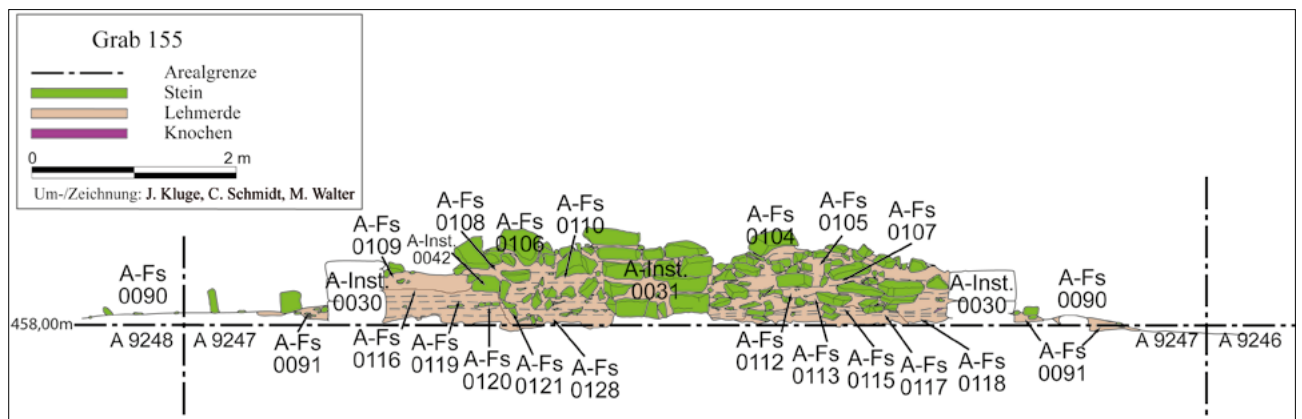 Grab 155
Arealgrenze
Stein
Lehmerde
Knochen
0 2 m
Um-/Zeichnung: J. Kluge, C. Schmidt, M. Walter
A-Fs
0090
A-Fs
0091
A-Inst.
0030
A-Fs
0109
A-Fs
0108
A-Inst.
0042
A-Fs
0106
A-Fs
0110
A-Inst.
0031
A-Fs
0104
A-Fs
0105
A-Fs
0107
A-Inst.
0030
A-Fs
0090
458,00m
A 9248
A 9247
A-Fs
0116
A-Fs
0119
A-Fs
0120
A-Fs
0121
A-Fs
0128
A-Fs
0112
A-Fs
0113
A-Fs
0115
A-Fs
0117
A-Fs
0118
A-Fs
0091
A 9247
A 9246